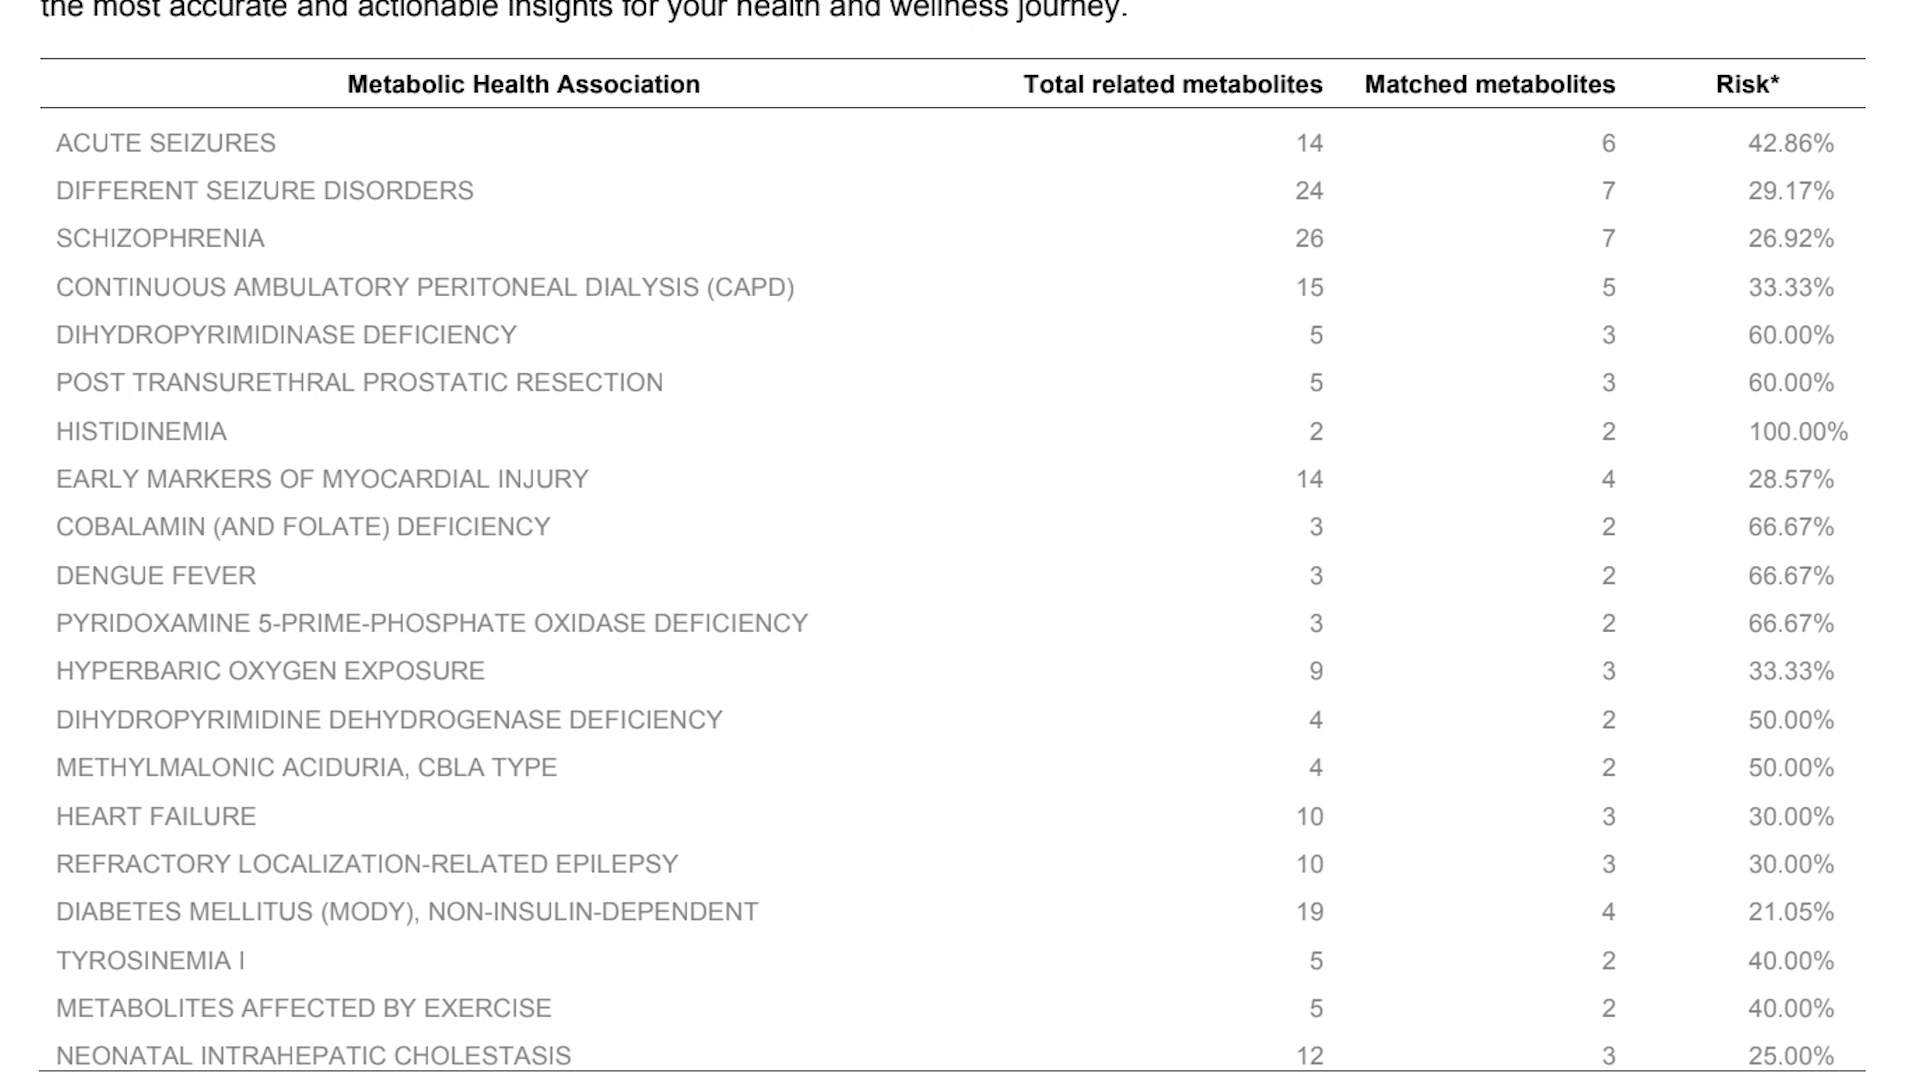 the most accurate and actionable insights for your health and wellness journey.
Metabolic Health Association Total related metabolites Matched metabolites Risk*
ACUTE SEIZURES 14 6 42.86%
DIFFERENT SEIZURE DISORDERS 24 7 29.17%
SCHIZOPHRENIA 26 7 26.92%
CONTINUOUS AMBULATORY PERITONEAL DIALYSIS (CAPD) 15 5 33.33%
DIHYDROPYRIMIDINASE DEFICIENCY 5 3 60.00%
POST TRANSURETHRAL PROSTATIC RESECTION 5 3 60.00%
HISTIDINEMIA 2 2 100.00%
EARLY MARKERS OF MYOCARDIAL INJURY 14 4 28.57%
COBALAMIN (AND FOLATE) DEFICIENCY 3 2 66.67%
DENGUE FEVER 3 2 66.67%
PYRIDOXAMINE 5-PRIME-PHOSPHATE OXIDASE DEFICIENCY 3 2 66.67%
HYPERBARIC OXYGEN EXPOSURE 9 3 33.33%
DIHYDROPYRIMIDINE DEHYDROGENASE DEFICIENCY 4 2 50.00%
METHYLMALONIC ACIDURIA, CBLA TYPE 4 2 50.00%
HEART FAILURE 10 3 30.00%
REFRACTORY LOCALIZATION-RELATED EPILEPSY 10 3 30.00%
DIABETES MELLITUS (MODY), NON-INSULIN-DEPENDENT 19 4 21.05%
TYROSINEMIA I 5 2 40.00%
METABOLITES AFFECTED BY EXERCISE 5 2 40.00%
NEONATAL INTRAHEPATIC CHOLESTASIS 12 3 25.00%